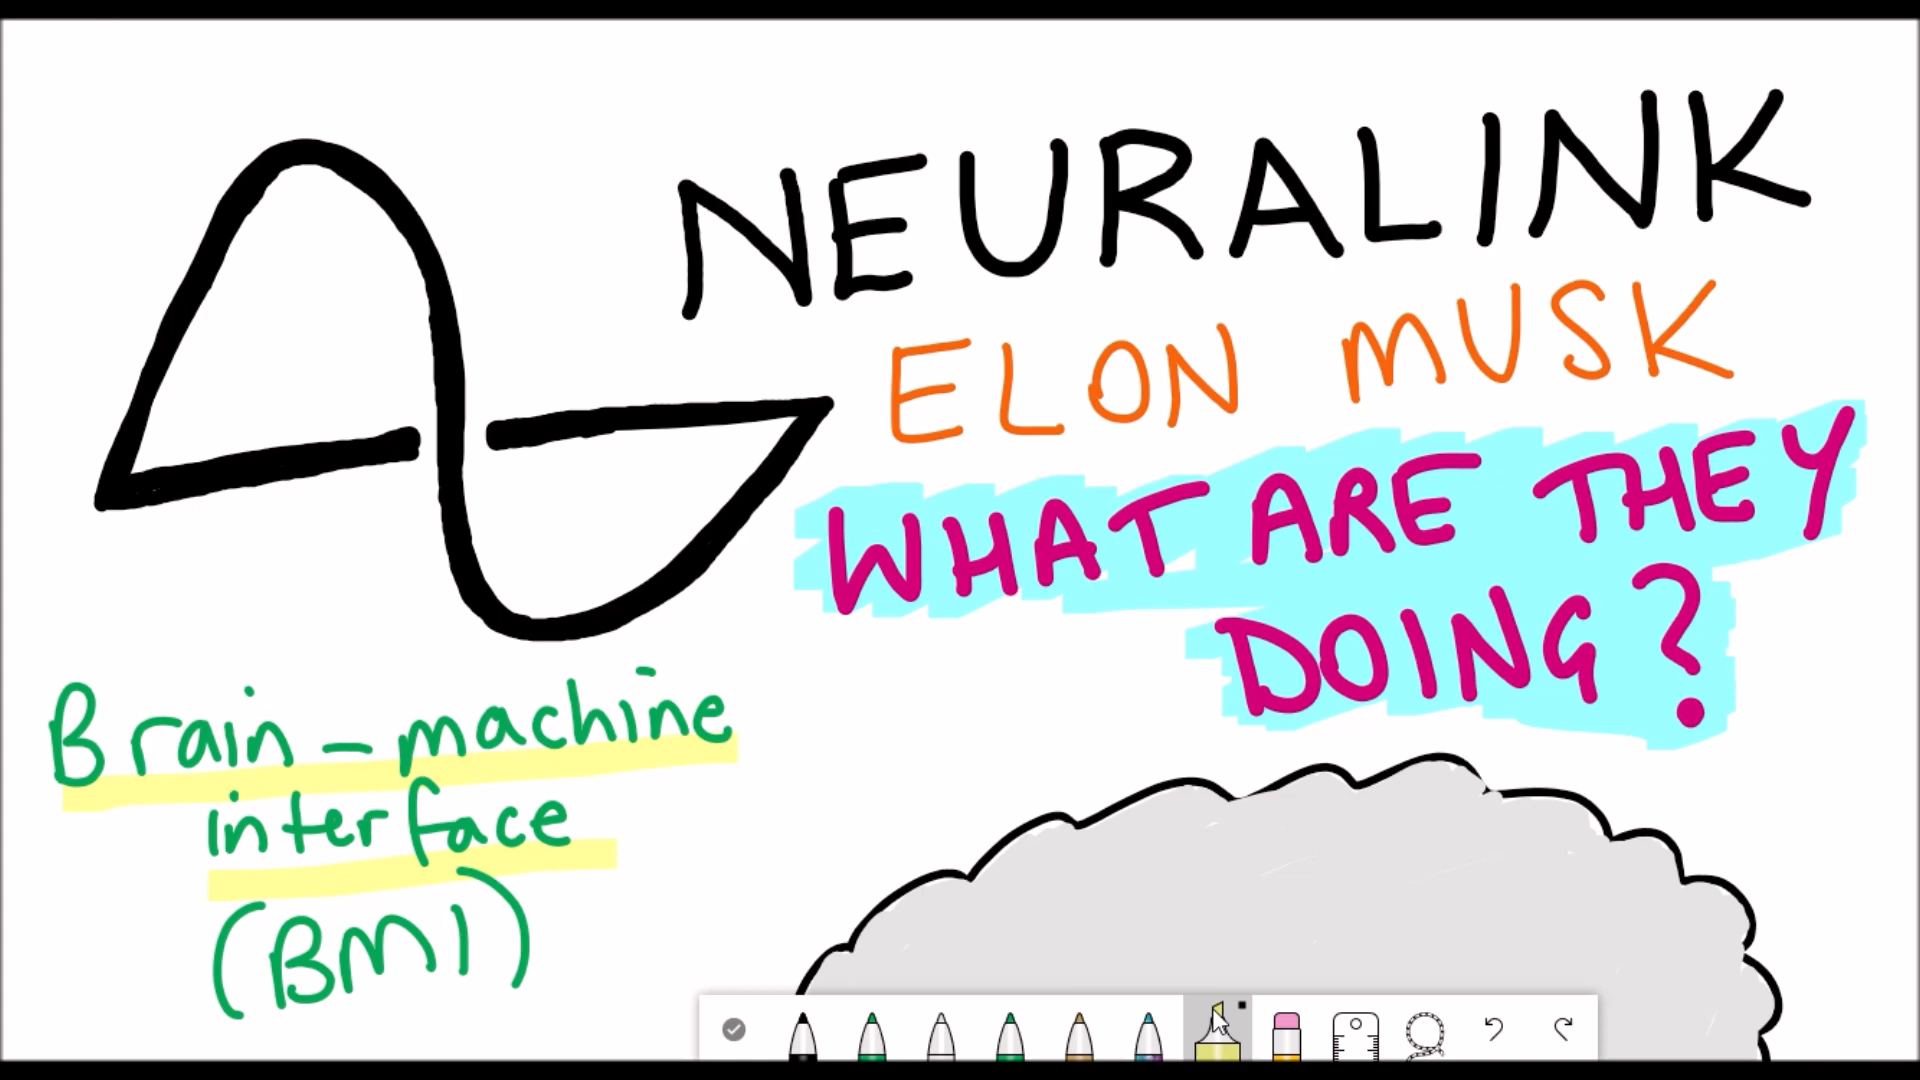 NEURALINK
ELON MUSK
WHAT ARE THEY
DOING?
Brain-machine
interface
(BMI)